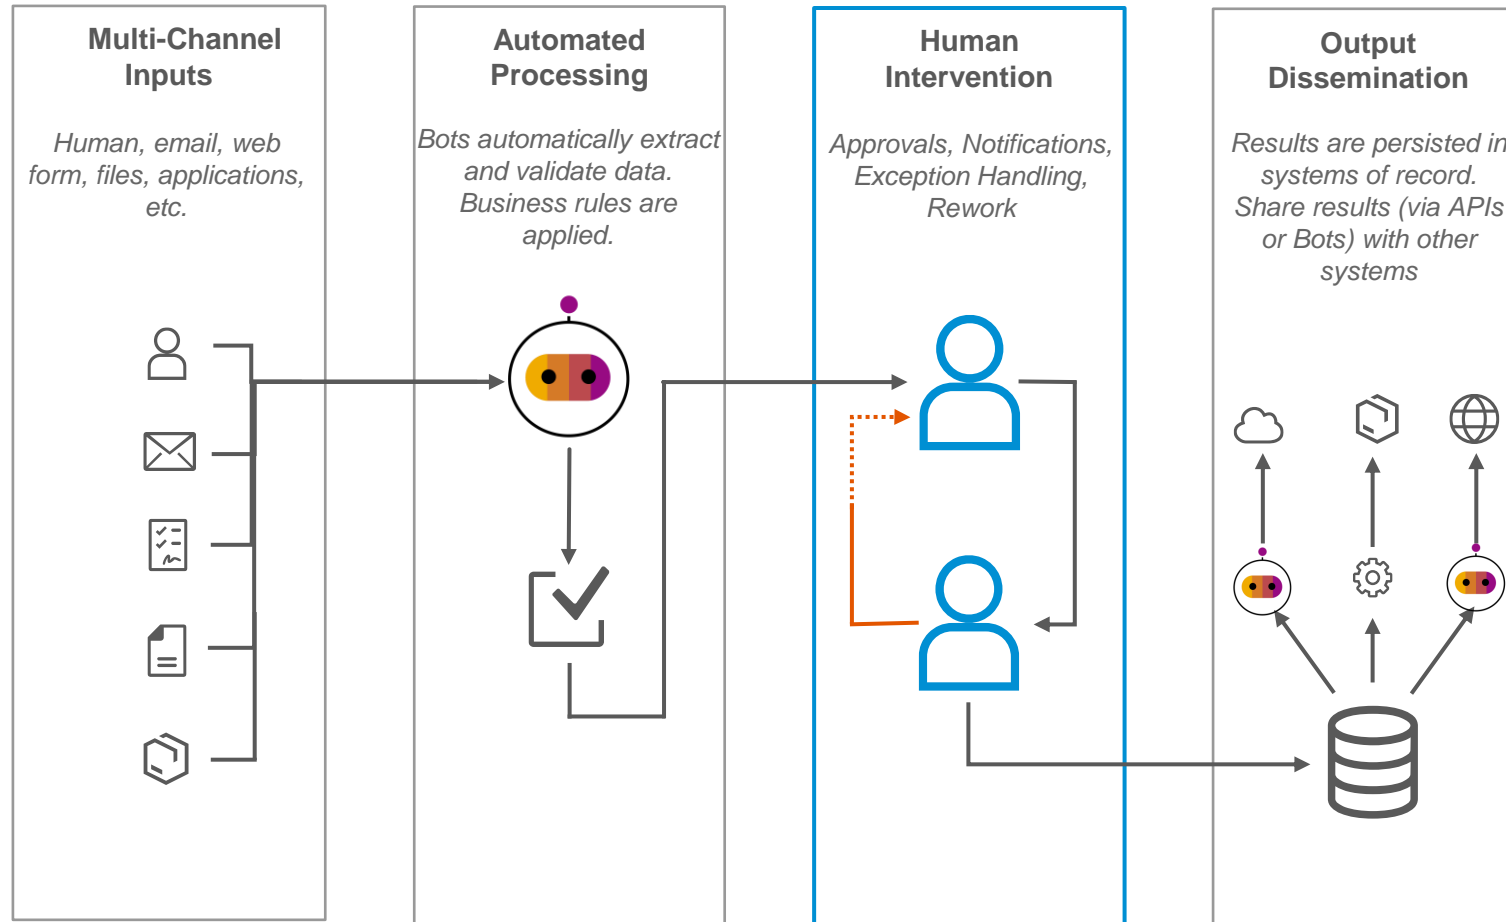 Multi-Channel
Inputs
Human, email, web
form, files, applications,
etc.
Automated
Processing
Bots automatically extract
and validate data.
Business rules are
applied.
Human
Intervention
Approvals, Notifications,
Exception Handling,
Rework
Output
Dissemination
Results are persisted in
systems of record.
Share results (via APIs
or Bots) with other
systems